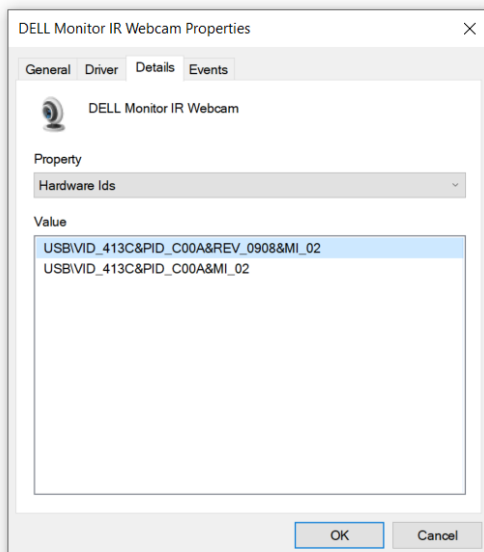 DELL Monitor IR Webcam Properties
General Driver Details Events
DELL Monitor IR Webcam
Property
Hardware Ids
Value
USB\VID_413C&PID_C00A&REV_0908&MI_02
USB\VID_413C&PID_C00A&MI_02
OK Cancel